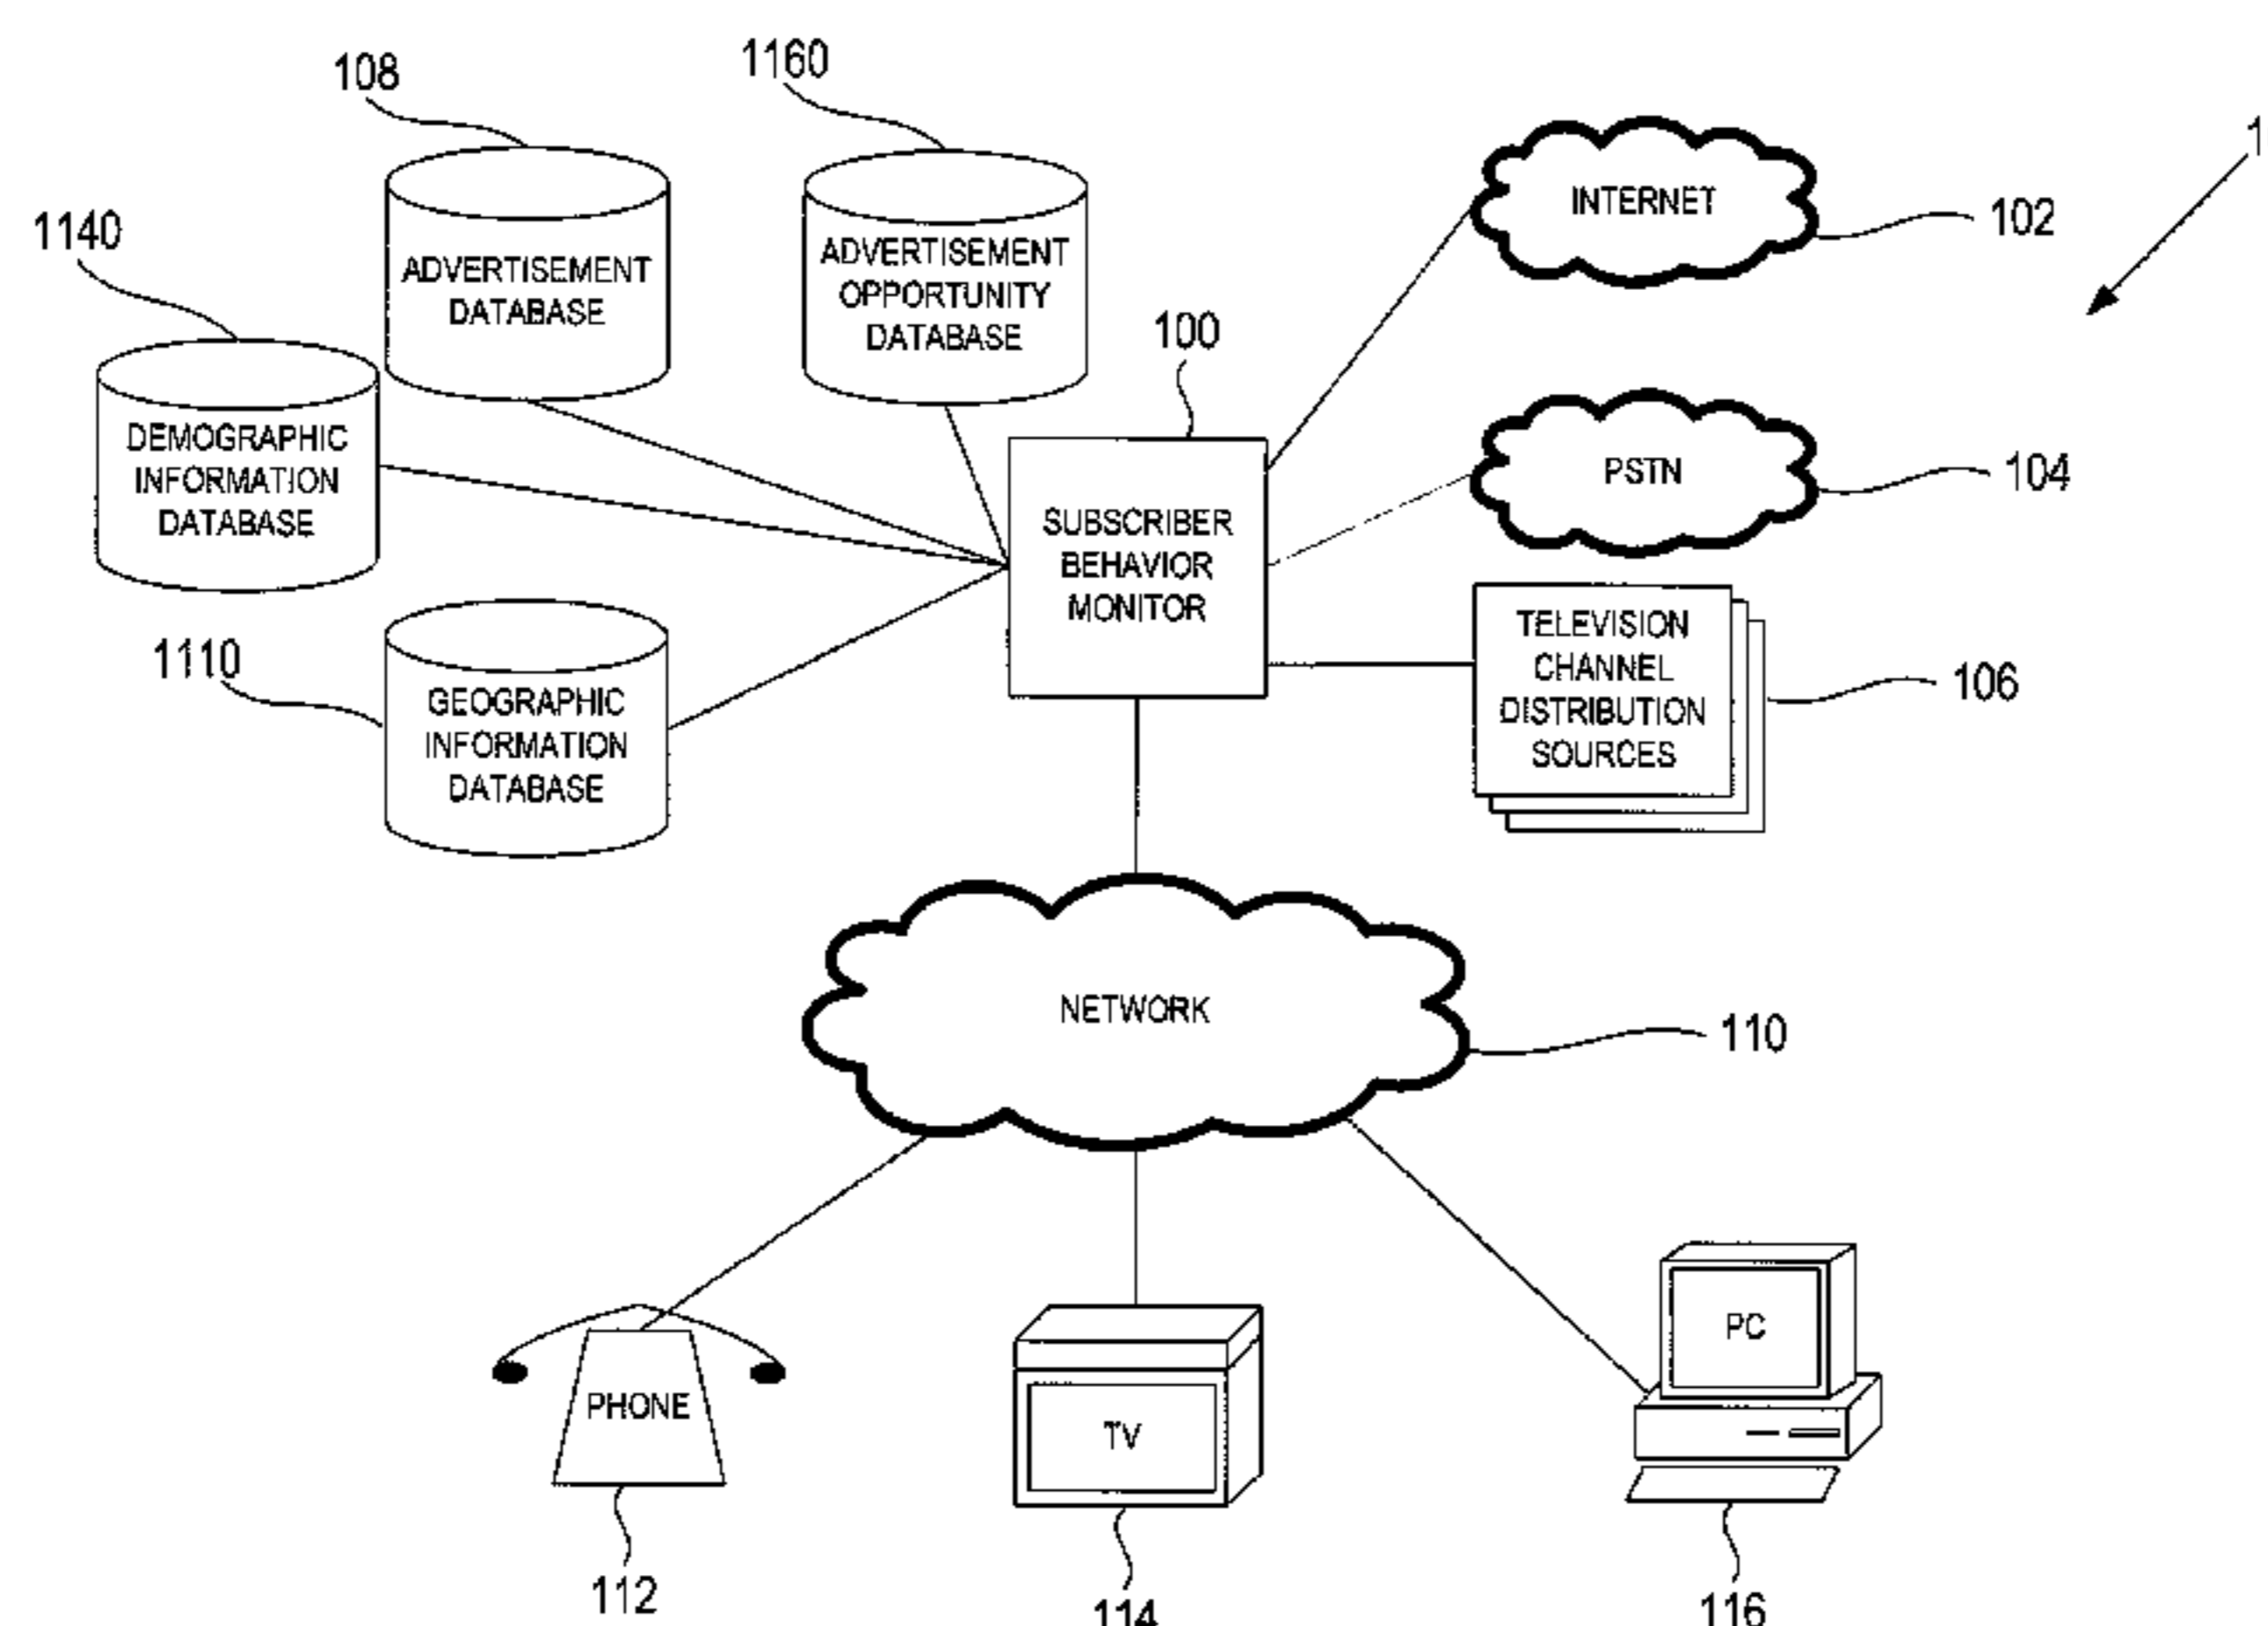 108
1160
1
1140
INTERNET
102
ADVERTISEMENT
DATABASE
ADVERTISEMENT
OPPORTUNITY
DATABASE
100
DEMOGRAPHIC
INFORMATION
DATABASE
PSTN
104
SUBSCRIBER
BEHAVIOR
MONITOR
TELEVISION
CHANNEL
DISTRIBUTION
SOURCES
106
1110
GEOGRAPHIC
INFORMATION
DATABASE
NETWORK
110
PHONE
TV
PC
112
114
116